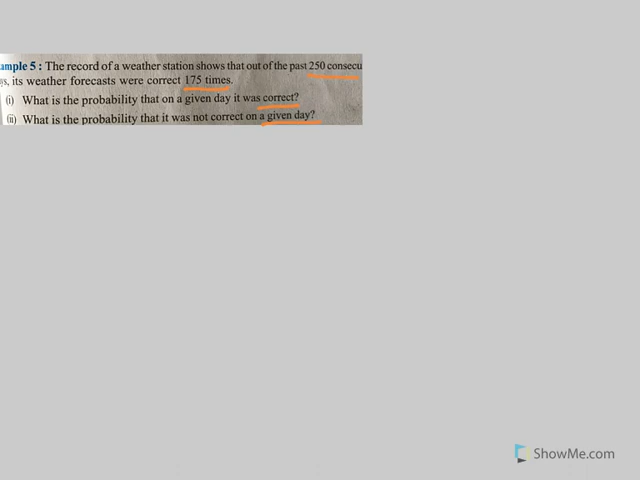 ample 5 : The record of a weather station shows that out of the past 250 consecu
ys, its weather forecasts were correct 175 times.
(i) What is the probability that on a given day it was correct?
(ii) What is the probability that it was not correct on a given day?
ShowMe.com